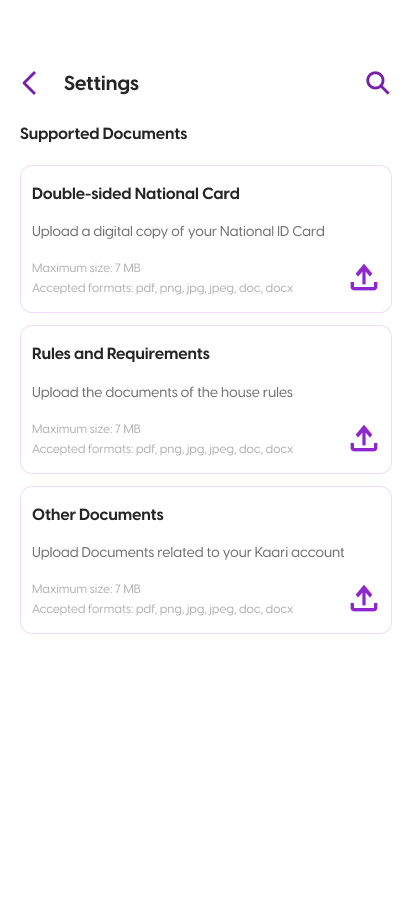 Settings
Supported Documents
Double-sided National Card
Upload a digital copy of your National ID Card
Maximum size: 7 MB
Accepted formats: pdf, png, jpg, jpeg, doc, docx
Rules and Requirements
Upload the documents of the house rules
Maximum size: 7 MB
Accepted formats: pdf, png, jpg, jpeg, doc, docx
Other Documents
Upload Documents related to your Kaari account
Maximum size: 7 MB
Accepted formats: pdf, png, jpg, jpeg, doc, docx